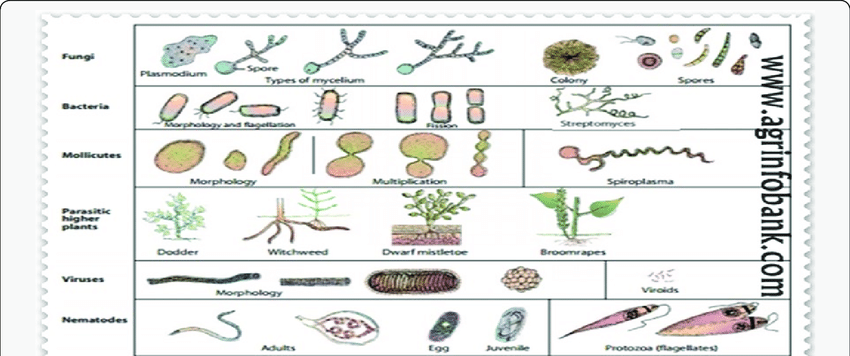 Fungi
Plasmodium
Spore
Types of mycelium
Colony
Spores
Bacteria
Morphology and flagellation
Fission
Streptomyces
Mollicutes
Morphology
Multiplication
Spiroplasma
Parasitic
higher
plants
Dodder
Witchweed
Dwarf mistletoe
Broomrapes
Viruses
Morphology
Viroids
Nematodes
Adults
Egg
Juvenile
Protozoa (flagellates)
www.agrinfobank.com